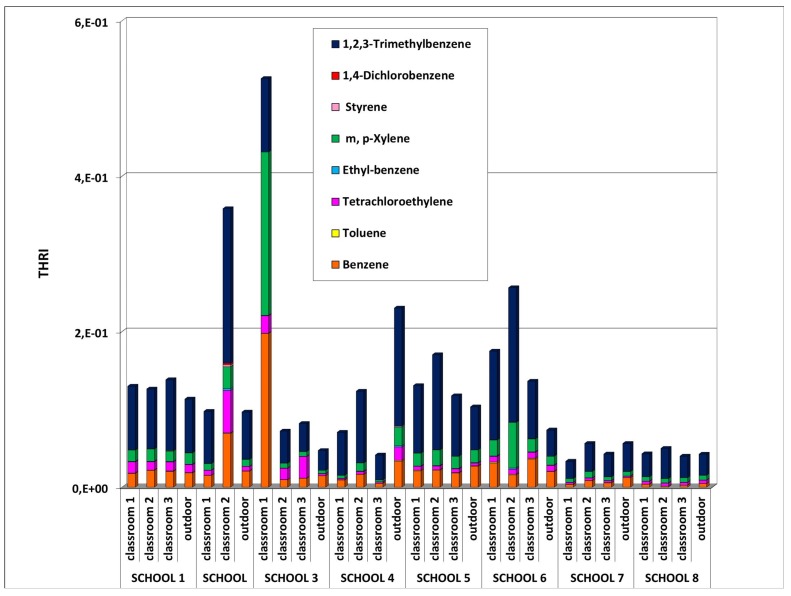 6,E-01
4,E-01
2,E-01
0,E+00
THRI
1,2,3-Trimethylbenzene
1,4-Dichlorobenzene
Styrene
m, p-Xylene
Ethyl-benzene
Tetrachloroethylene
Toluene
Benzene
classroom 1
classroom 2
classroom 3
outdoor
classroom 1
classroom 2
outdoor
classroom 1
classroom 2
classroom 3
outdoor
classroom 1
classroom 2
classroom 3
outdoor
classroom 1
classroom 2
classroom 3
outdoor
classroom 1
classroom 2
classroom 3
outdoor
classroom 1
classroom 2
classroom 3
outdoor
classroom 1
classroom 2
classroom 3
outdoor
SCHOOL 1
SCHOOL
SCHOOL 3
SCHOOL 4
SCHOOL 5
SCHOOL 6
SCHOOL 7
SCHOOL 8